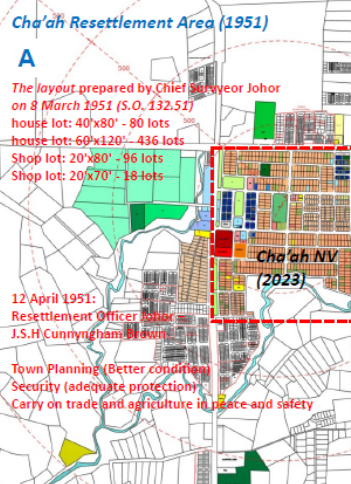 Cha'ah Resettlement Area (1951)
A
The layout prepared by Chief Surveyor Johor
on 8 March 1951 (S.O. 132.51)
house lot: 40'x80' - 80 lots
house lot: 60'x120' - 436 lots
Shop lot: 20'x80' - 96 lots
Shop lot: 20'x70' - 18 lots
Cha'ah NV
(2023)
12 April 1951:
Resettlement Officer Johor –
J.S.H Cunnyngham-Brown
Town Planning (Better condition)
Security (adequate protection)
Carry on trade and agriculture in peace and safety
500
500